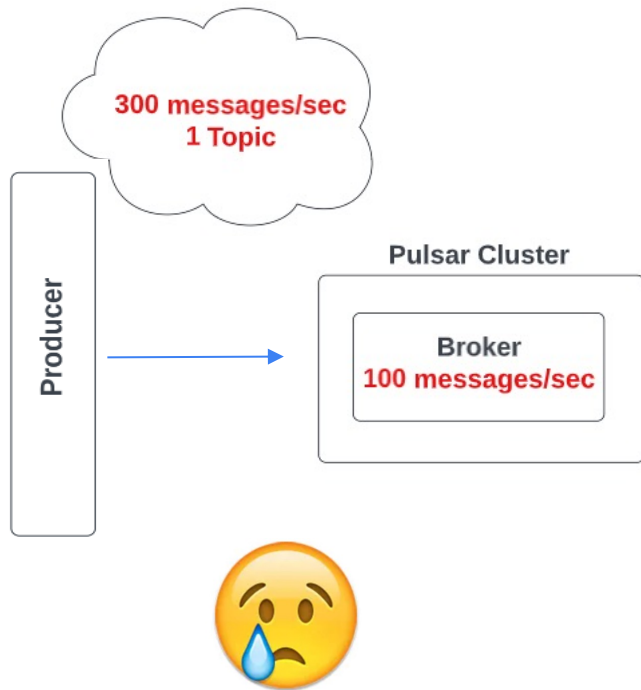 300 messages/sec
1 Topic
Producer
Pulsar Cluster
Broker
100 messages/sec